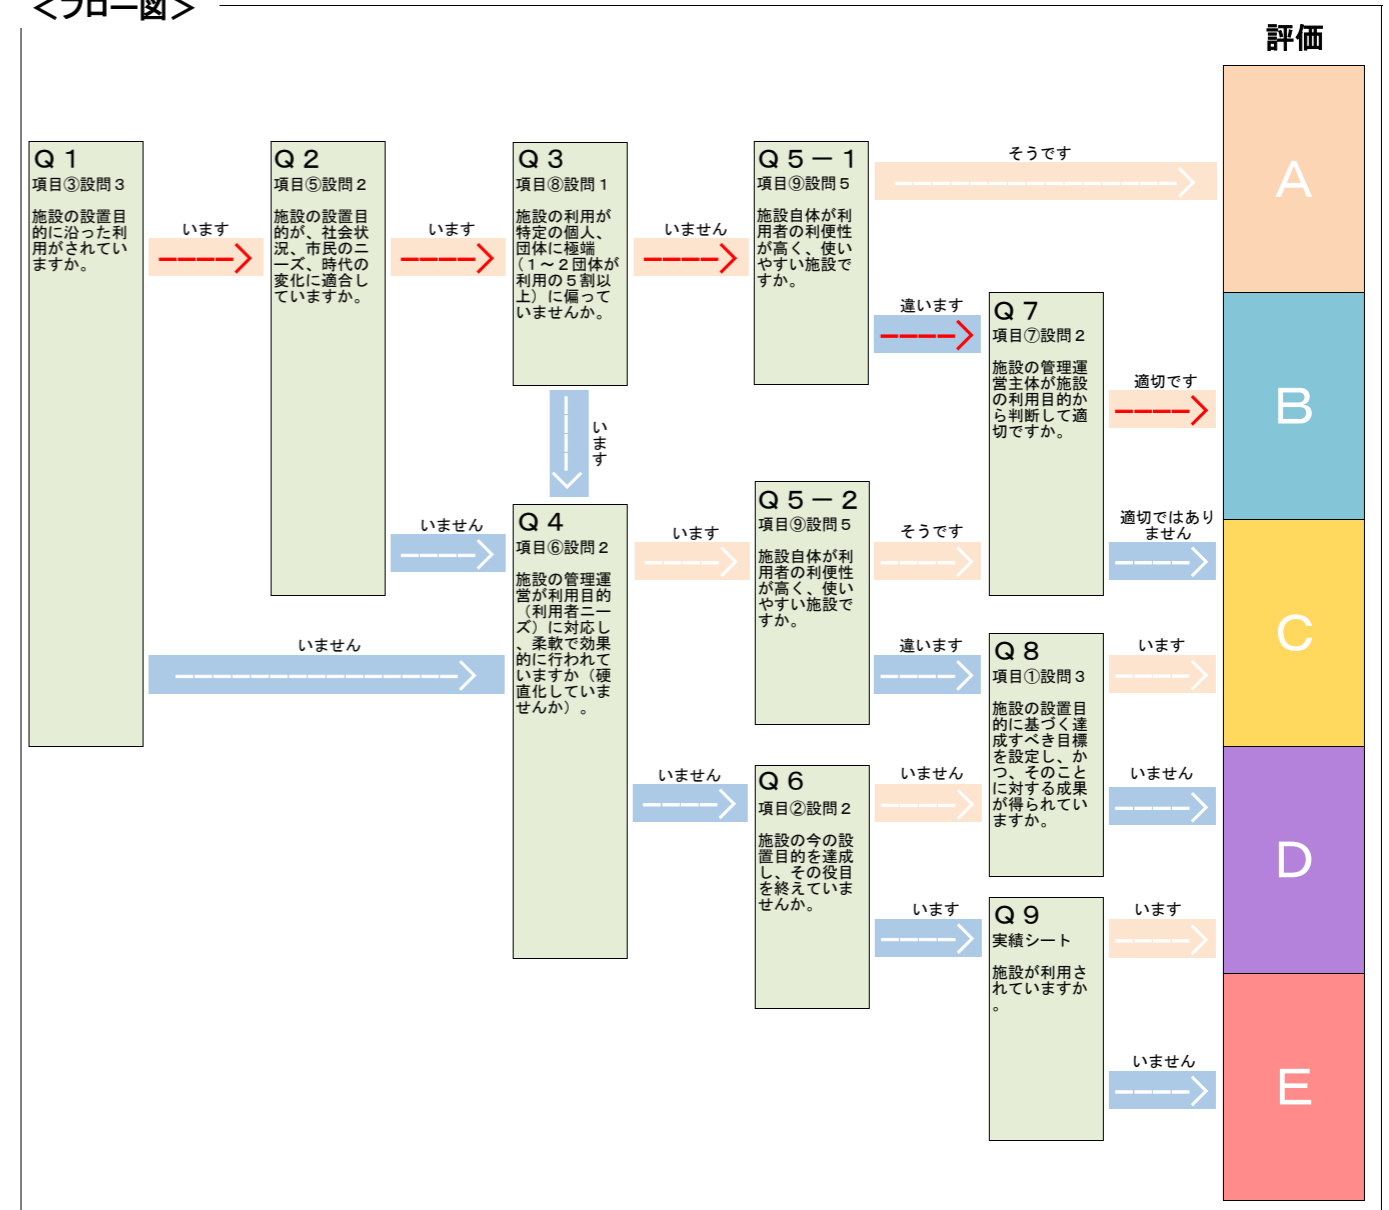 ＜フロー図＞
評価
Ｑ１
項目③設問３
施設の設置目
的に沿った利
用がされてい
ますか。
います
いません
Ｑ２
項目⑤設問２
施設の設置目
的が、社会状
況、市民のニ
ーズ、時代の
変化に適合し
ていますか。
います
いません
Ｑ３
項目⑧設問１
施設の利用が
特定の個人、
団体に極端
（１～２団体が
利用の５割以
上）に偏って
いませんか。
いません
います
Ｑ４
項目⑥設問２
施設の管理運
営が利用目的
（利用者ニー
ズ）に対応し
、柔軟で効果
的に行われて
いますか（硬
直化していま
せんか）。
います
いません
Ｑ５－１
項目⑨設問５
施設自体が利
用者の利便性
が高く、使い
やすい施設で
すか。
そうです
違います
Ｑ５－２
項目⑨設問５
施設自体が利
用者の利便性
が高く、使い
やすい施設で
すか。
そうです
違います
Ｑ６
項目②設問２
施設の今の設
置目的を達成
し、その役目
を終えていま
せんか。
いません
います
Ｑ７
項目⑦設問２
施設の管理運
営主体が施設
の利用目的か
ら判断して適
切ですか。
適切です
適切ではあり
ません
Ｑ８
項目①設問３
施設の設置目
的に基づく達
成すべき目標
を設定し、か
つ、そのこと
に対する成果
が得られてい
ますか。
います
いません
Ｑ９
実績シート
施設が利用さ
れていますか
。
います
いません
Ａ
Ｂ
Ｃ
Ｄ
Ｅ